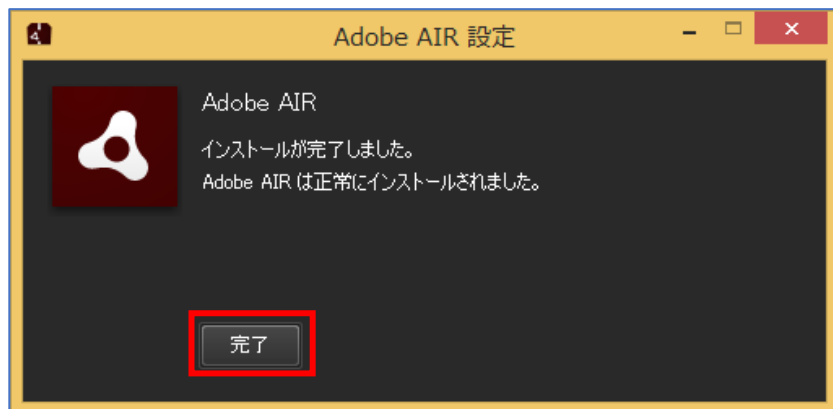 Adobe AIR 設定
Adobe AIR
インストールが完了しました。
Adobe AIR は正常にインストールされました。
完了